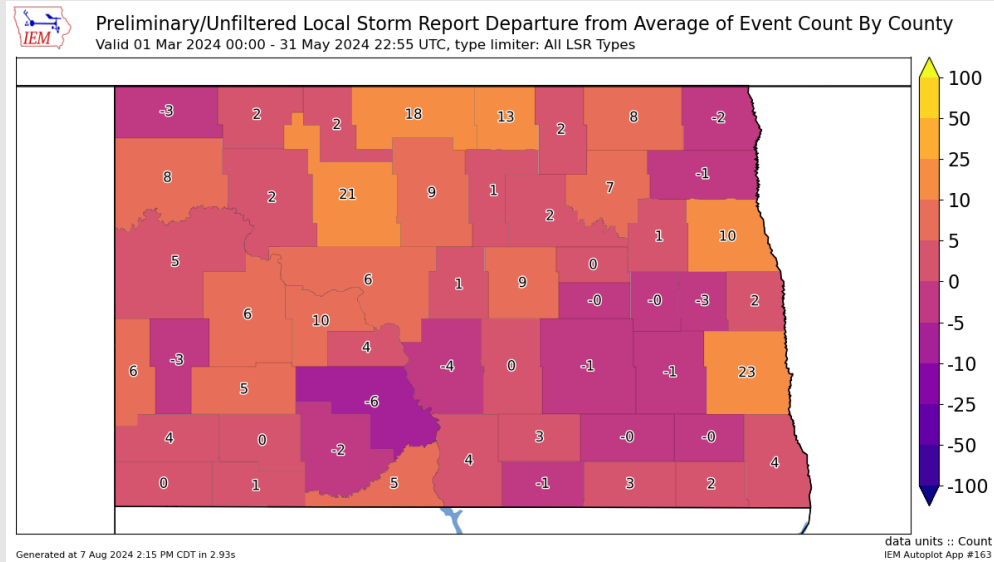 IEM
Preliminary/Unfiltered Local Storm Report Departure from Average of Event Count By County
Valid 01 Mar 2024 00:00 - 31 May 2024 22:55 UTC, type limiter: All LSR Types
-3 2 2 18 13 2 8 -2
8 2 21 9 1 2 7 -1
5 6 1 9 0 1 10
6 10 -0 -0 -3 2
6 -3 5 4 -4 0 -1 -1 23
-6
4 0 -2 4 3 -0 -0 4
0 1 5 -1 3 2
100
50
25
10
5
0
-5
-10
-25
-50
-100
data units :: Count
Generated at 7 Aug 2024 2:15 PM CDT in 2.93s
IEM Autoplot App #163